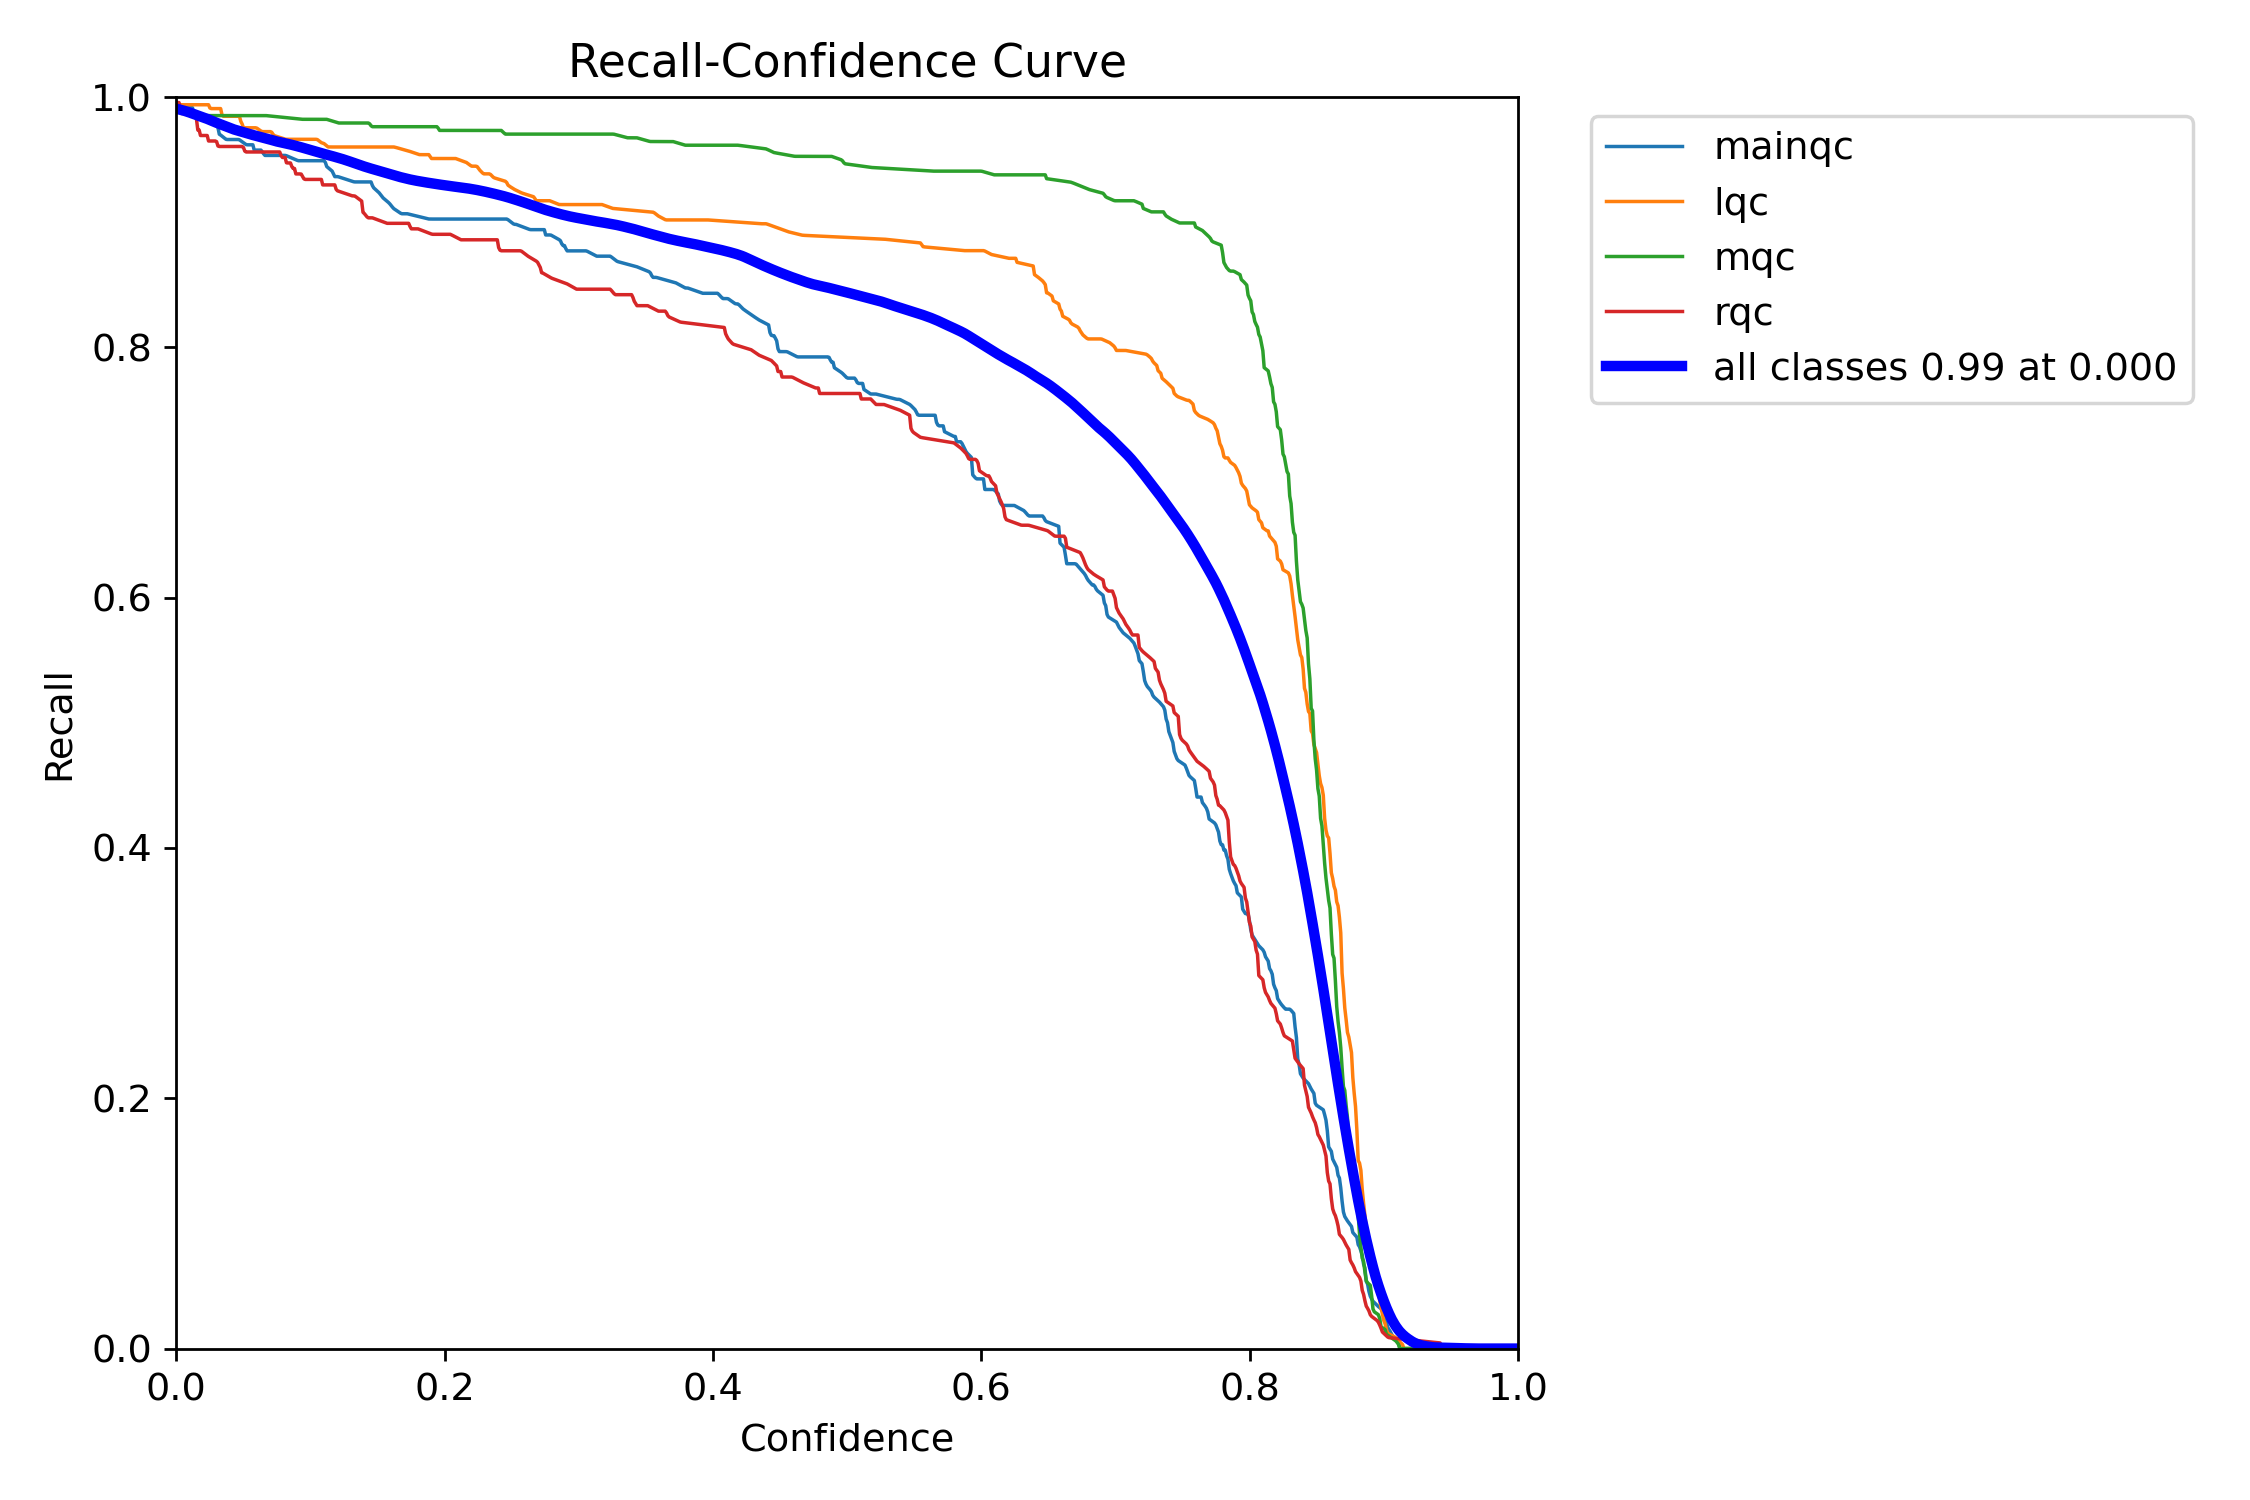 Recall-Confidence Curve
1.0
0.8
0.6
0.4
0.2
0.0
Recall
0.0 0.2 0.4 0.6 0.8 1.0
Confidence
mainqc
lqc
mqc
rqc
all classes 0.99 at 0.000